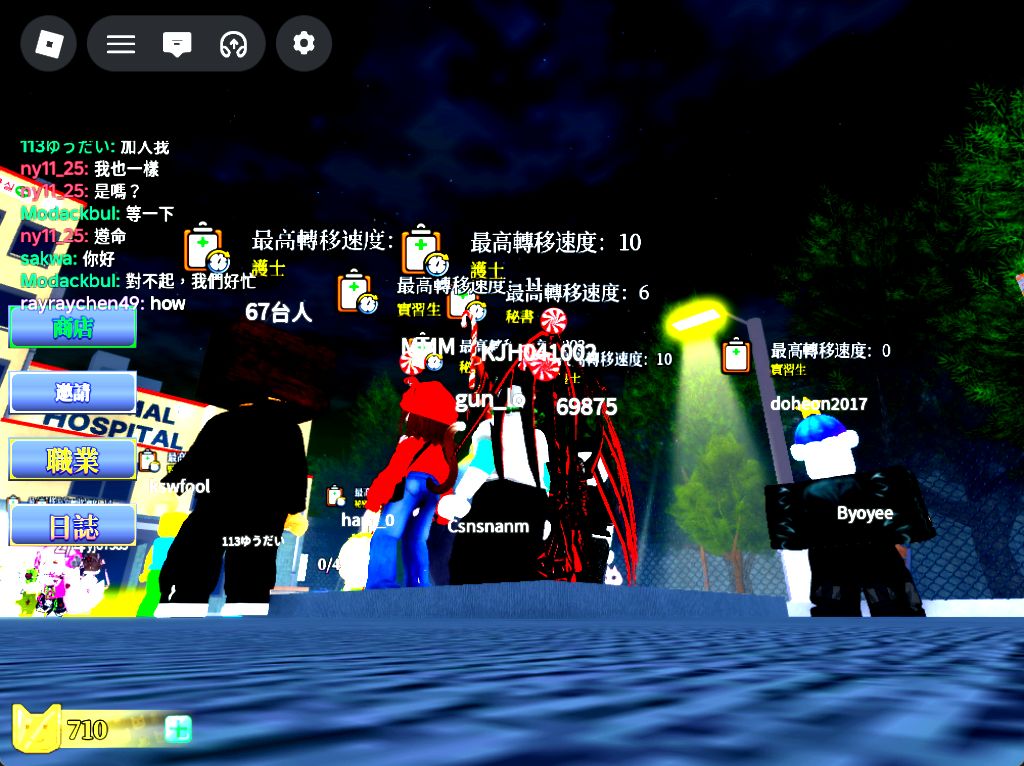 113ゆうだい: 加入我
ny11_25: 我也一樣
ny11_25: 是嗎？
Modackbul: 等一下
ny11_25: 遵命
sakwa: 你好
Modackbul: 對不起，我們好忙
rayraychen49: how
商店
邀請
職業
日誌
HOSPITAL
最高轉移速度:
護士
67台人
最高轉移速度: 10
護士
最高轉移速度: 11
實習生
最高轉移速度: 6
秘書
KJH041002
轉移速度: 10
gun_lo
69875
最高轉移速度: 0
實習生
doheon2017
Byoyee
kswfool
113ゆうだい
Csnsnanm
0/4
710